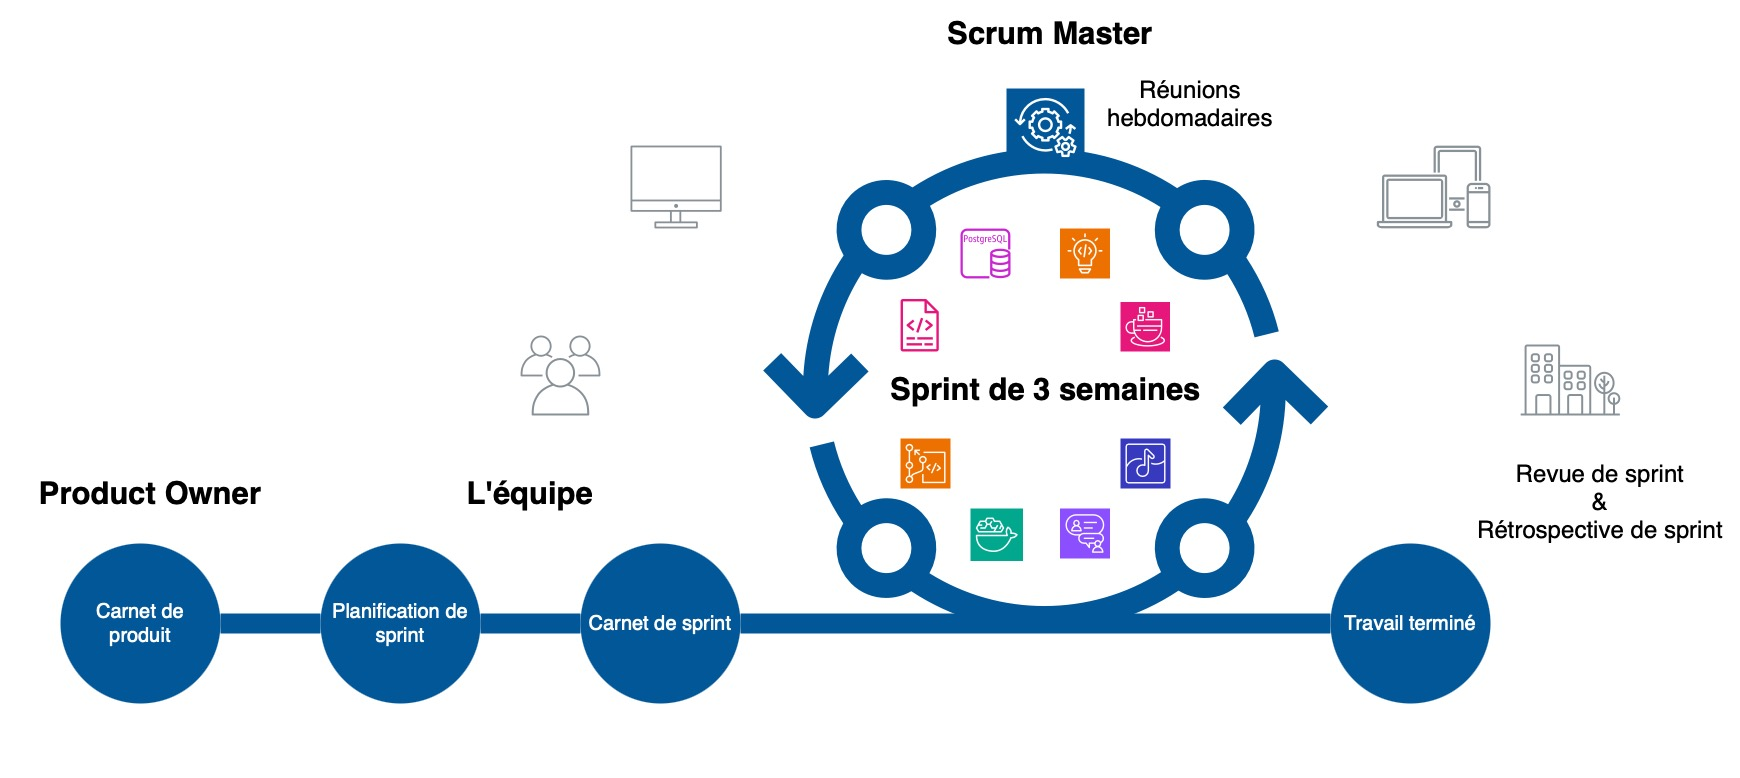 Scrum Master
Réunions
hebdomadaires
PostgreSQL
Sprint de 3 semaines
Product Owner
L'équipe
Revue de sprint
&
Rétrospective de sprint
Carnet de
produit
Planification de
sprint
Carnet de sprint
Travail terminé